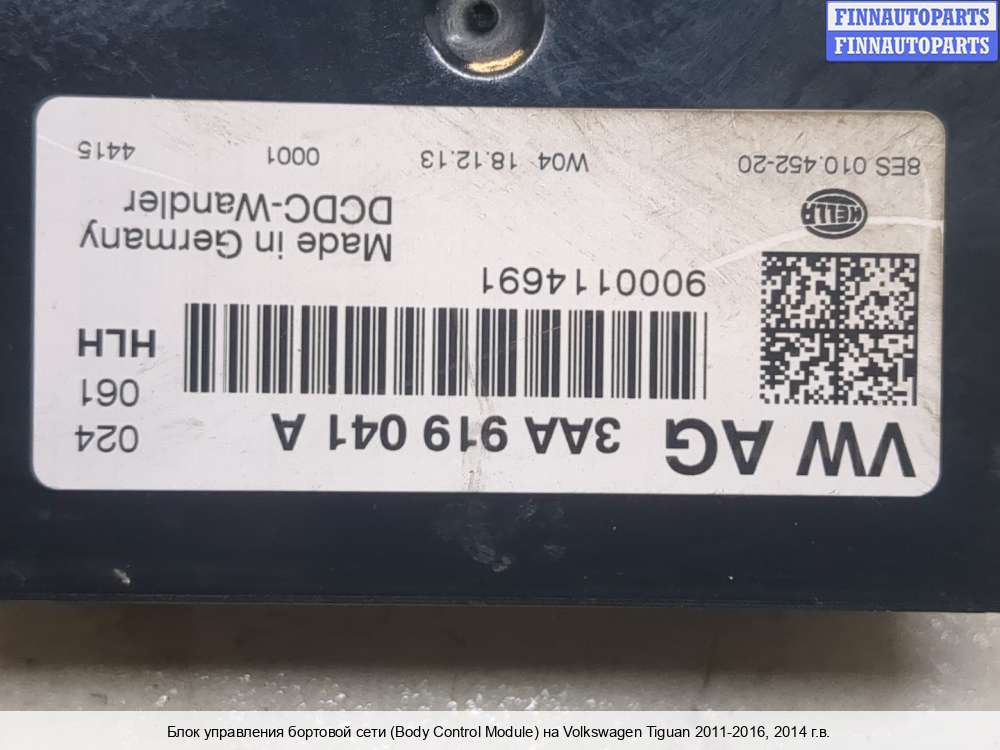 FINNAUTOPARTS
FINNAUTOPARTS
VW AG 3AA 919 041 A
024
061
HLH
9000114691
Made in Germany
DCDC-Wandler
HELLA
8ES 010.452-20 W04 18.12.13 0001 4415
Блок управления бортовой сети (Body Control Module) на Volkswagen Tiguan 2011-2016, 2014 г.в.